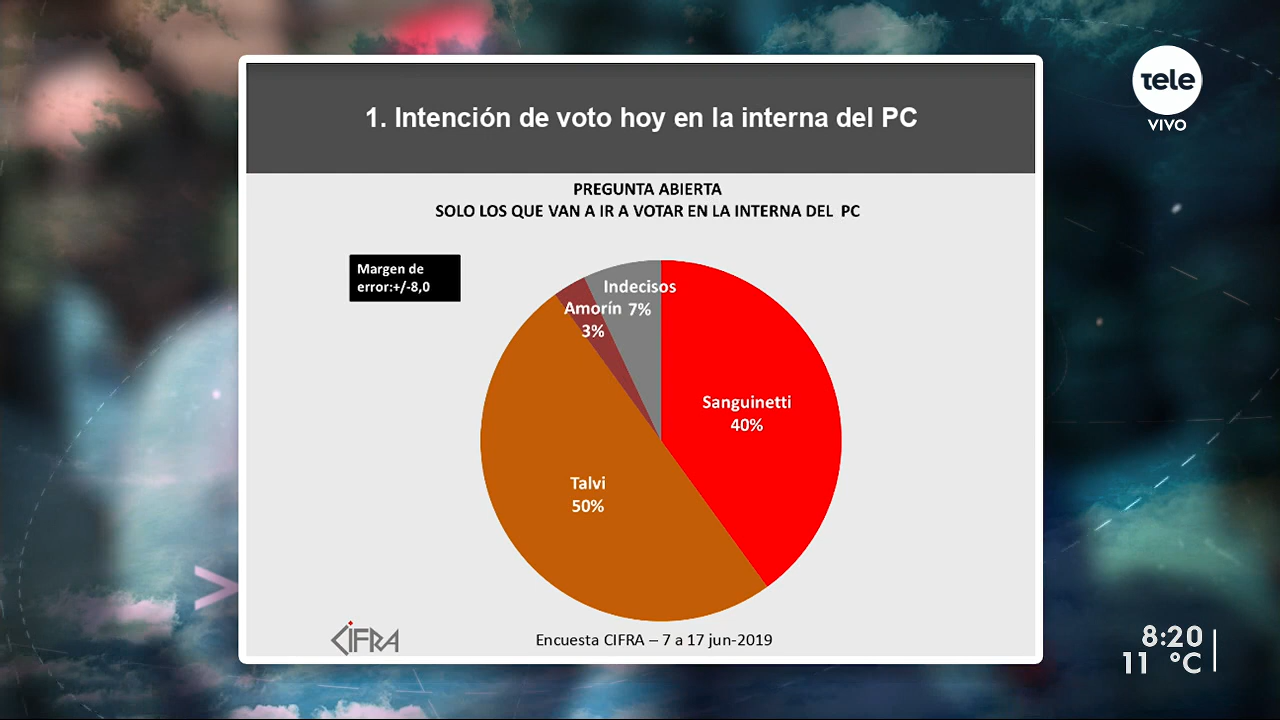 1. Intención de voto hoy en la interna del PC
PREGUNTA ABIERTA
SOLO LOS QUE VAN A IR A VOTAR EN LA INTERNA DEL PC
Margen de
error:+/-8,0
Indecisos
7%
Amorín
3%
Sanguinetti
40%
Talvi
50%
CIFRA
Encuesta CIFRA – 7 a 17 jun-2019
tele
VIVO
8:20
11 °C